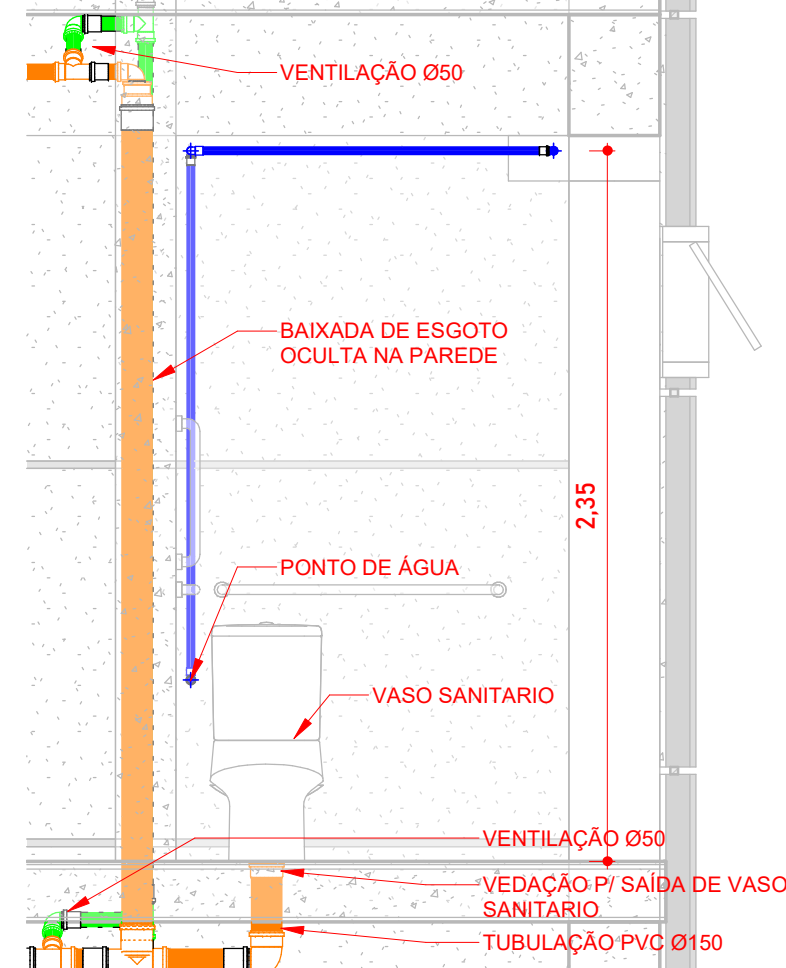 VENTILAÇÃO Ø50
BAIXADA DE ESGOTO
OCULTA NA PAREDE
2,35
PONTO DE ÁGUA
VASO SANITARIO
VENTILAÇÃO Ø50
VEDAÇÃO P/ SAÍDA DE VASO
SANITARIO
TUBULAÇÃO PVC Ø150